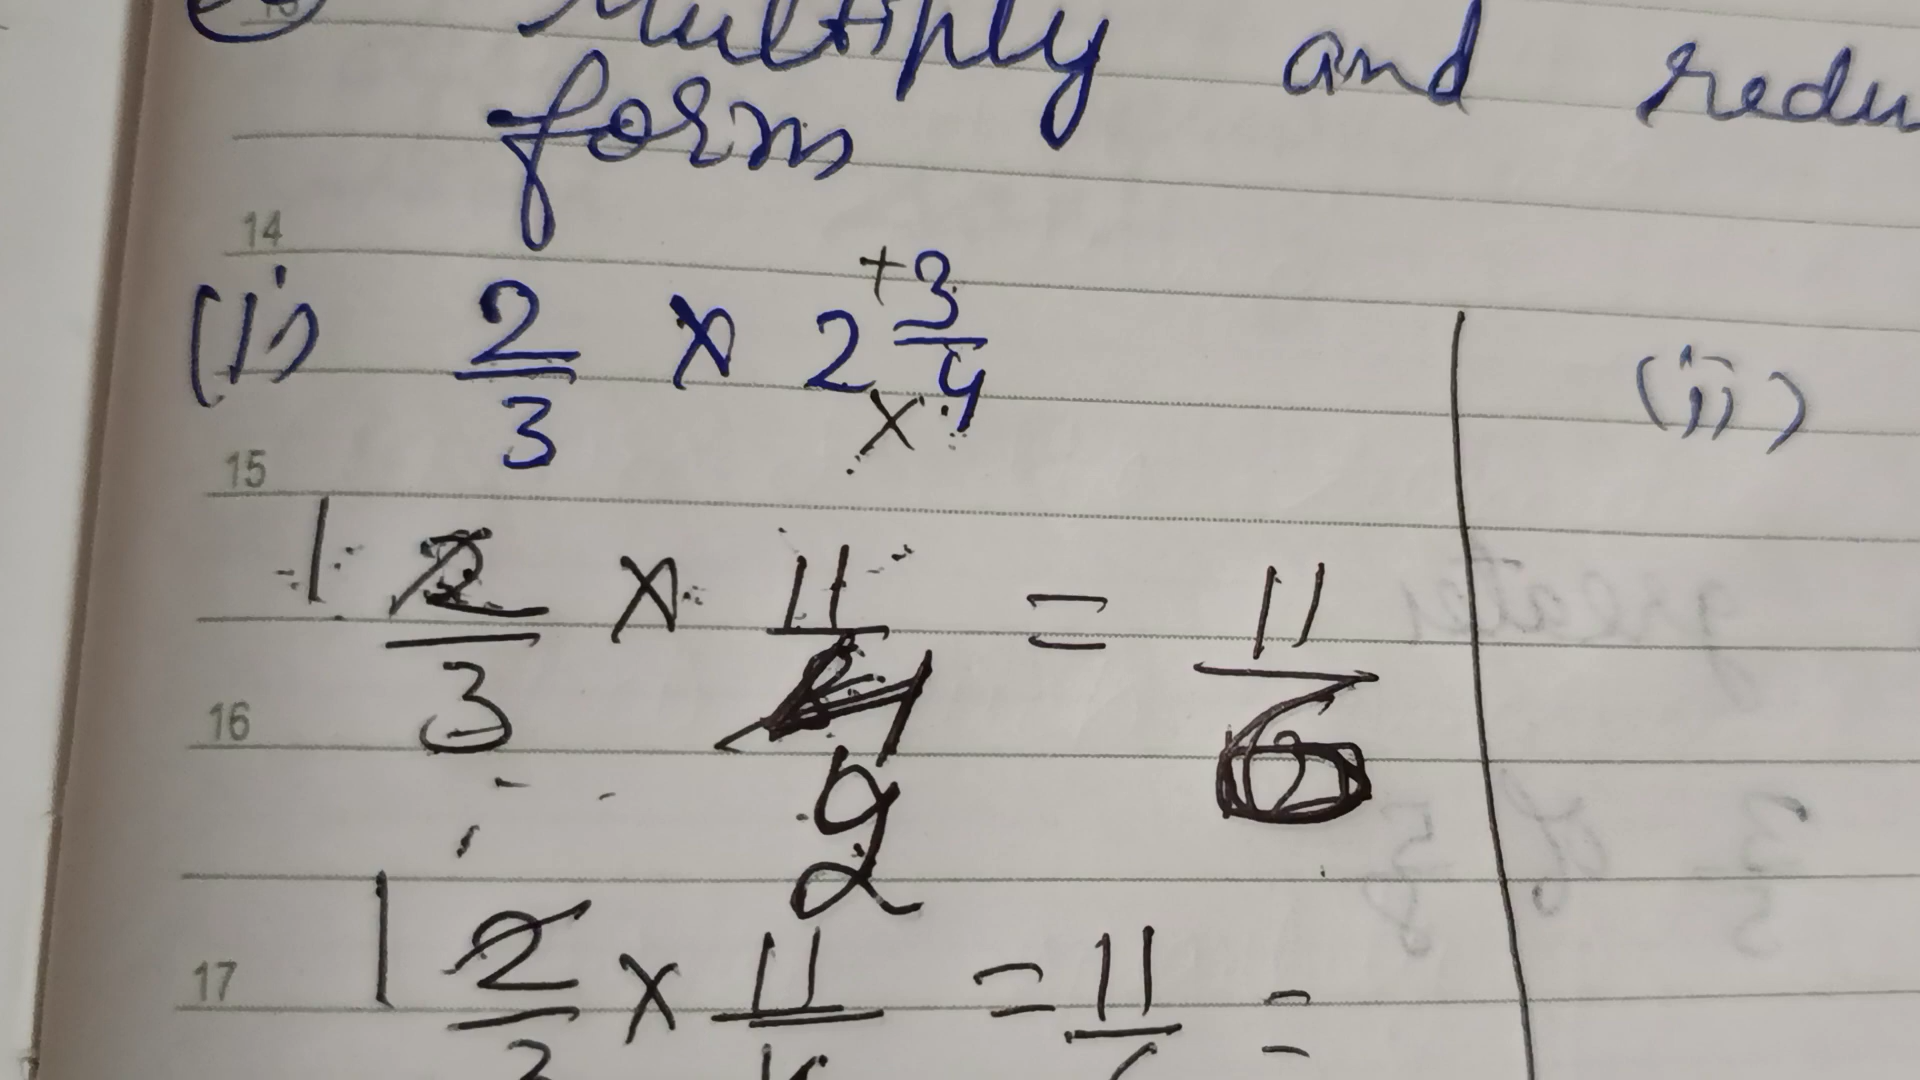 Multiply and redu
form
14
(i) 2/3 × 2 + 3/4 ×
(ii)
15
1 2/3 × 11/4 = 11/6
16
2
1 2/3 × 11/ = 11/6 =
17